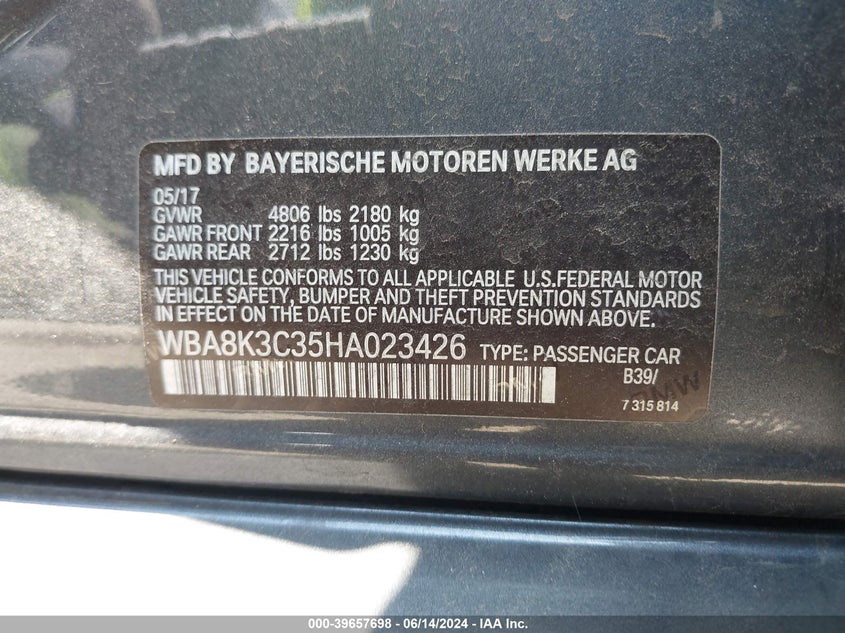 MFD BY BAYERISCHE MOTOREN WERKE AG
05/17
GVWR 4806 lbs 2180 kg
GAWR FRONT 2216 lbs 1005 kg
GAWR REAR 2712 lbs 1230 kg
THIS VEHICLE CONFORMS TO ALL APPLICABLE U.S.FEDERAL MOTOR
VEHICLE SAFETY, BUMPER AND THEFT PREVENTION STANDARDS
IN EFFECT ON THE DATE OF MANUFACTURE SHOWN ABOVE.
WBA8K3C35HA023426 TYPE: PASSENGER CAR
B39/
7 315 814
000-39657698 - 06/14/2024 - IAA Inc.